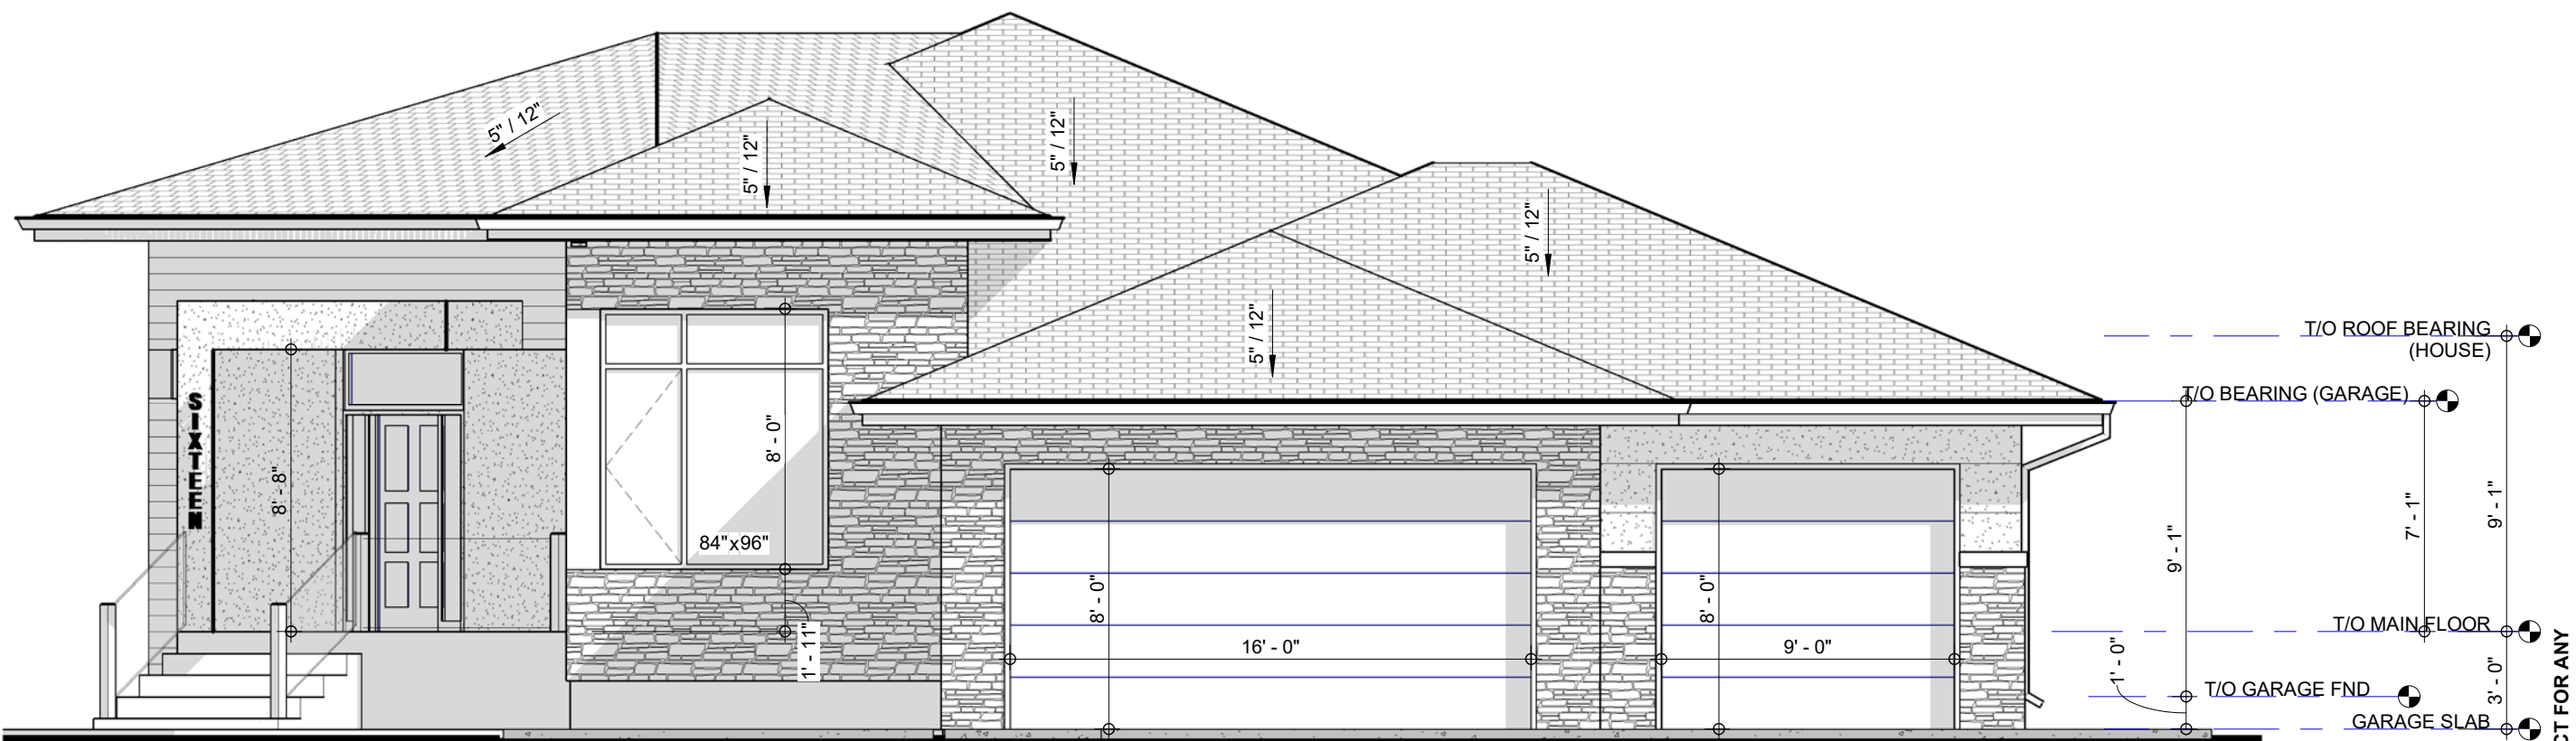 5" / 12"
5" / 12"
5" / 12"
5" / 12"
5" / 12"
T/O ROOF BEARING
(HOUSE)
T/O BEARING (GARAGE)
SIXTEEN
8' - 8"
8' - 0"
84"x96"
1' - 11"
8' - 0"
16' - 0"
8' - 0"
9' - 0"
9' - 1"
7' - 1"
9' - 1"
T/O MAIN FLOOR
1' - 0"
T/O GARAGE FND
3' - 0"
GARAGE SLAB
CT FOR ANY